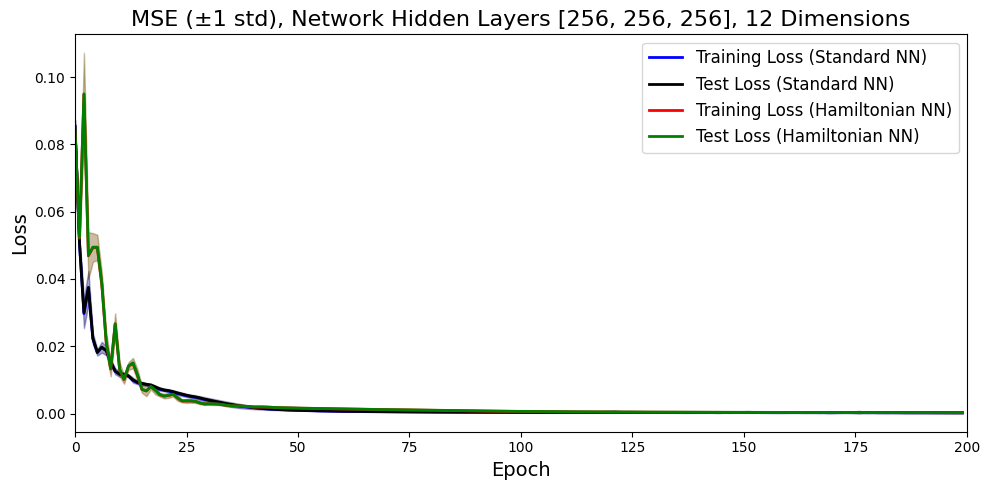 MSE (±1 std), Network Hidden Layers [256, 256, 256], 12 Dimensions
Training Loss (Standard NN)
Test Loss (Standard NN)
Training Loss (Hamiltonian NN)
Test Loss (Hamiltonian NN)
Loss
0.10
0.08
0.06
0.04
0.02
0.00
0 25 50 75 100 125 150 175 200
Epoch